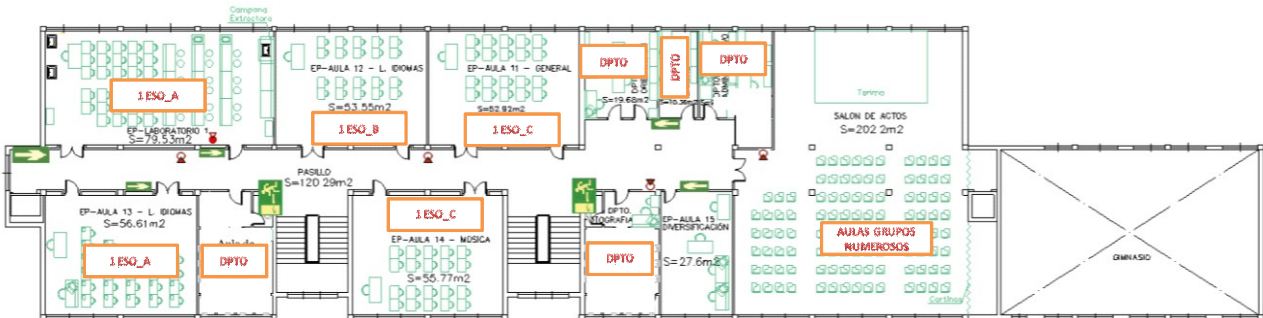 Campana
Extractora
1 ESO_A
EP-LABORATORIO 1
S=79.53m2
EP-AULA 12 - L. IDIOMAS
S=53.55m2
1 ESO_B
EP-AULA 11 - GENERAL
S=52.92m2
1 ESO_C
DPTO
S=19.68m2
DPTO
DPTO
Tarima
SALON DE ACTOS
S=202 2m2
PASILLO
S=120 29m2
EP-AULA 13 - L. IDIOMAS
S=56.61m2
1 ESO_A
DPTO
1 ESO_C
EP-AULA 14 - MUSICA
S=55.77m2
DPTO.
DPTO
EP-AULA 15
DIVERSIFICACIÓN
S=27.6m2
AULAS GRUPOS
NUMEROSOS
GIMNASIO